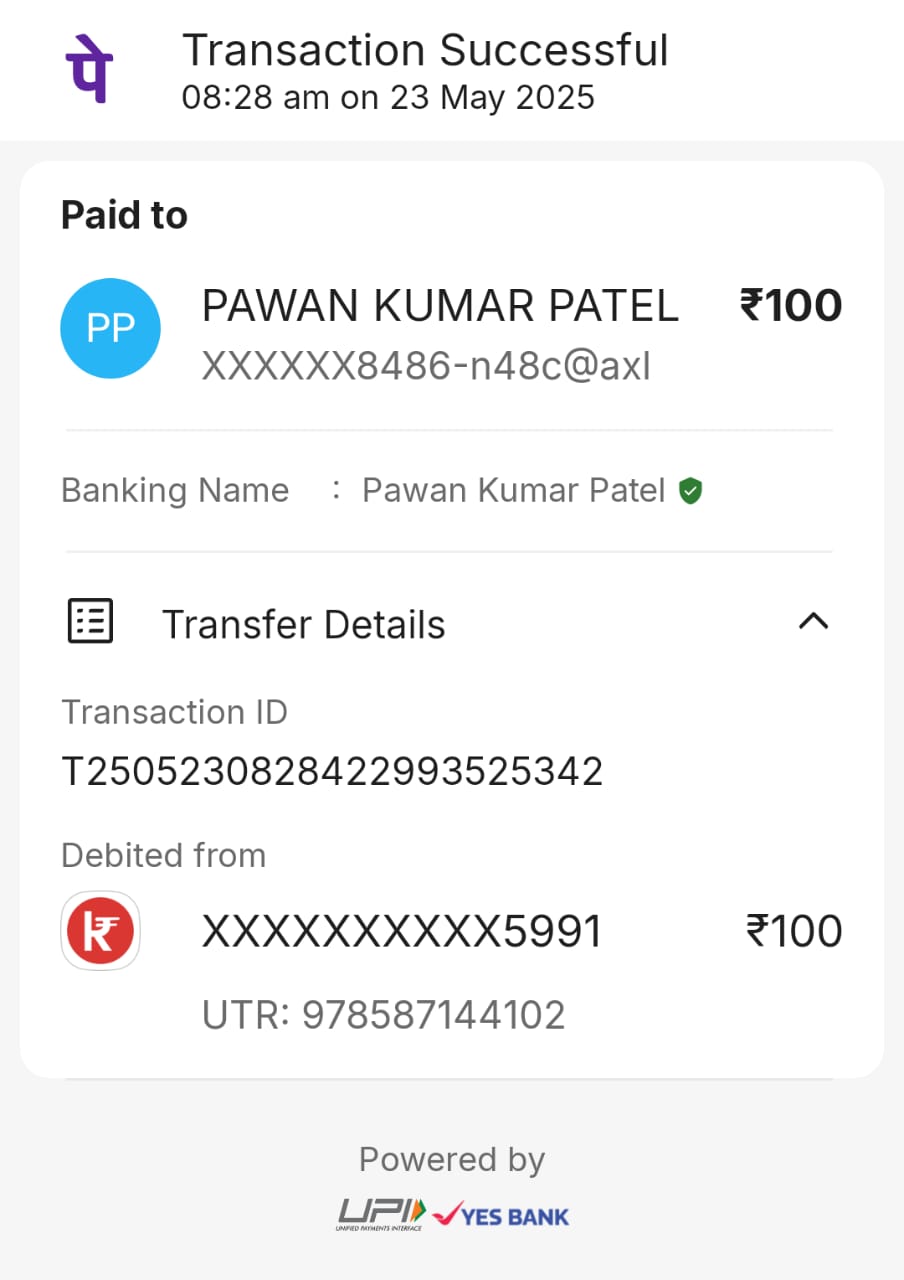 पे
Transaction Successful
08:28 am on 23 May 2025
Paid to
PP
PAWAN KUMAR PATEL ₹100
XXXXXX8486-n48c@axl
Banking Name : Pawan Kumar Patel
Transfer Details
Transaction ID
T2505230828422993525342
Debited from
XXXXXXXXXX5991 ₹100
UTR: 978587144102
Powered by
UPI YES BANK
UNIFIED PAYMENTS INTERFACE